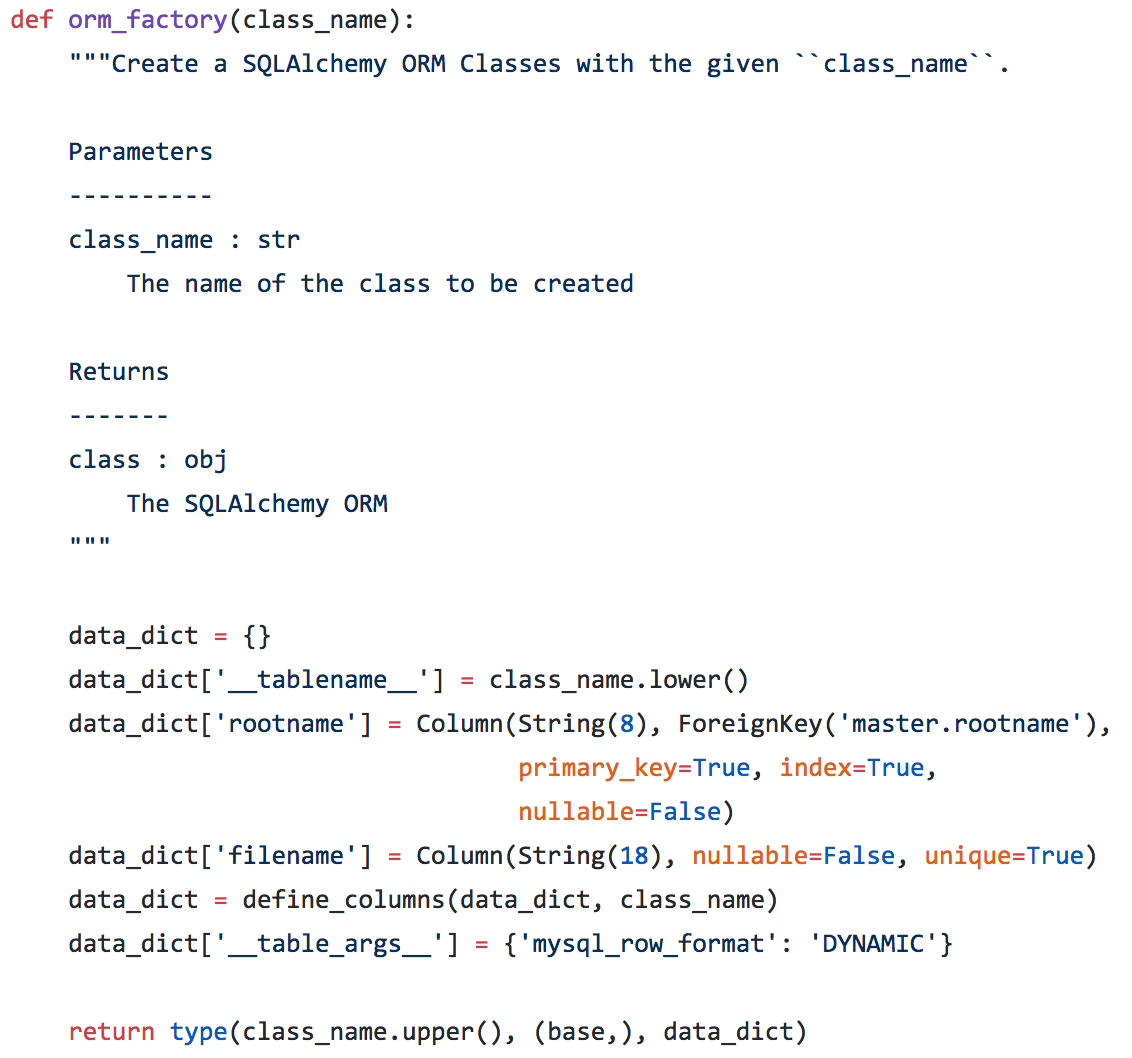 def orm_factory(class_name):
    """Create a SQLAlchemy ORM Classes with the given ``class_name``.

    Parameters
    ----------
    class_name : str
        The name of the class to be created

    Returns
    -------
    class : obj
        The SQLAlchemy ORM
    """

    data_dict = {}
    data_dict['__tablename__'] = class_name.lower()
    data_dict['rootname'] = Column(String(8), ForeignKey('master.rootname'),
                                   primary_key=True, index=True,
                                   nullable=False)
    data_dict['filename'] = Column(String(18), nullable=False, unique=True)
    data_dict = define_columns(data_dict, class_name)
    data_dict['__table_args__'] = {'mysql_row_format': 'DYNAMIC'}

    return type(class_name.upper(), (base,), data_dict)